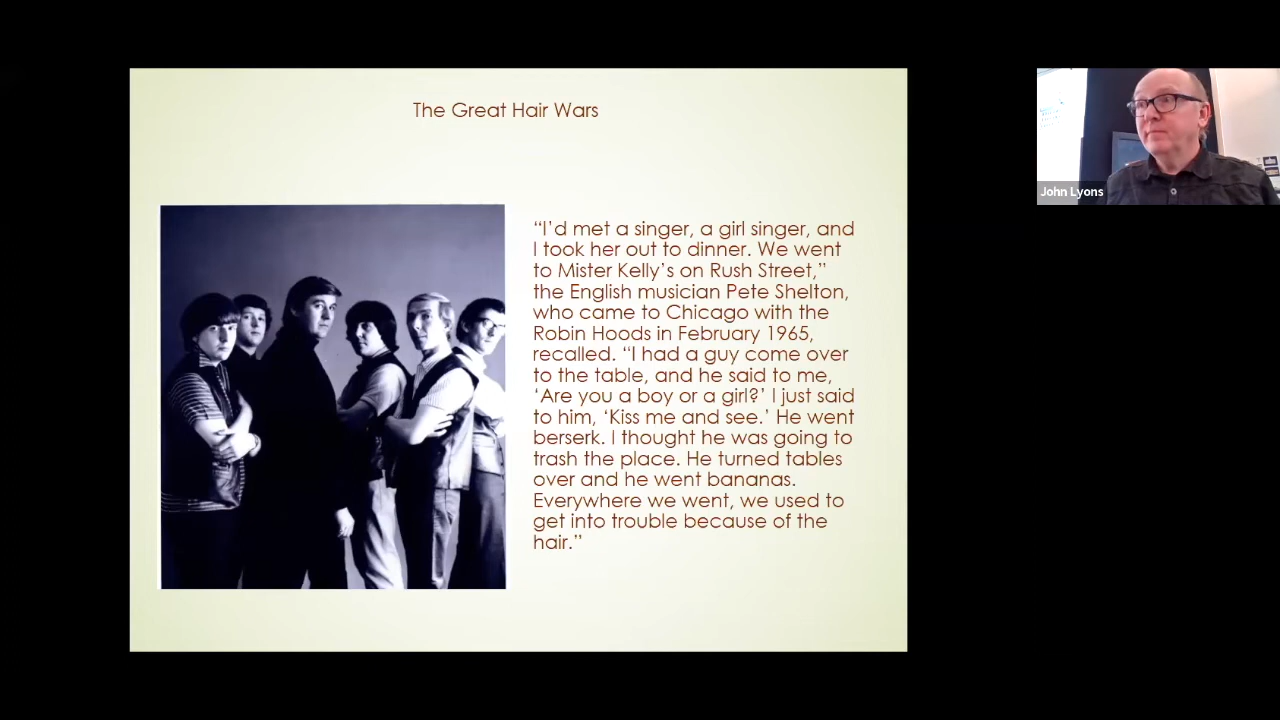 The Great Hair Wars
“I’d met a singer, a girl singer, and
I took her out to dinner. We went
to Mister Kelly’s on Rush Street,”
the English musician Pete Shelton,
who came to Chicago with the
Robin Hoods in February 1965,
recalled. “I had a guy come over
to the table, and he said to me,
‘Are you a boy or a girl?’ I just said
to him, ‘Kiss me and see.’ He went
berserk. I thought he was going to
trash the place. He turned tables
over and he went bananas.
Everywhere we went, we used to
get into trouble because of the
hair.”
John Lyons